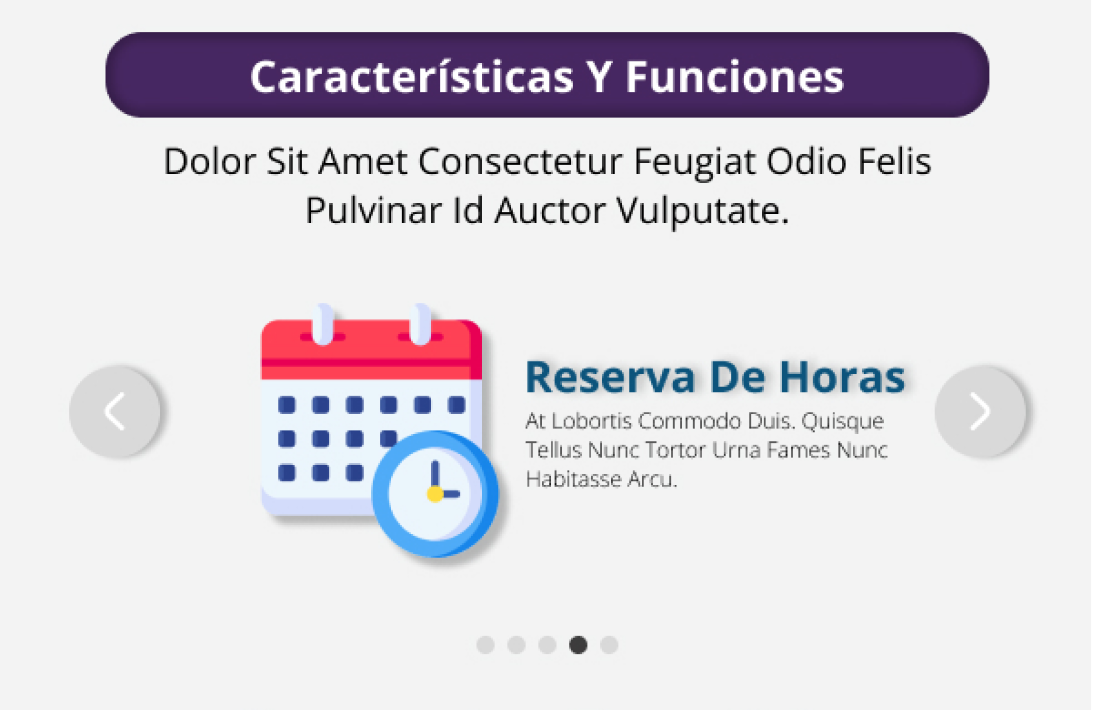 Características Y Funciones
Dolor Sit Amet Consectetur Feugiat Odio Felis
Pulvinar Id Auctor Vulputate.
Reserva De Horas
At Lobortis Commodo Duis. Quisque
Tellus Nunc Tortor Urna Fames Nunc
Habitasse Arcu.